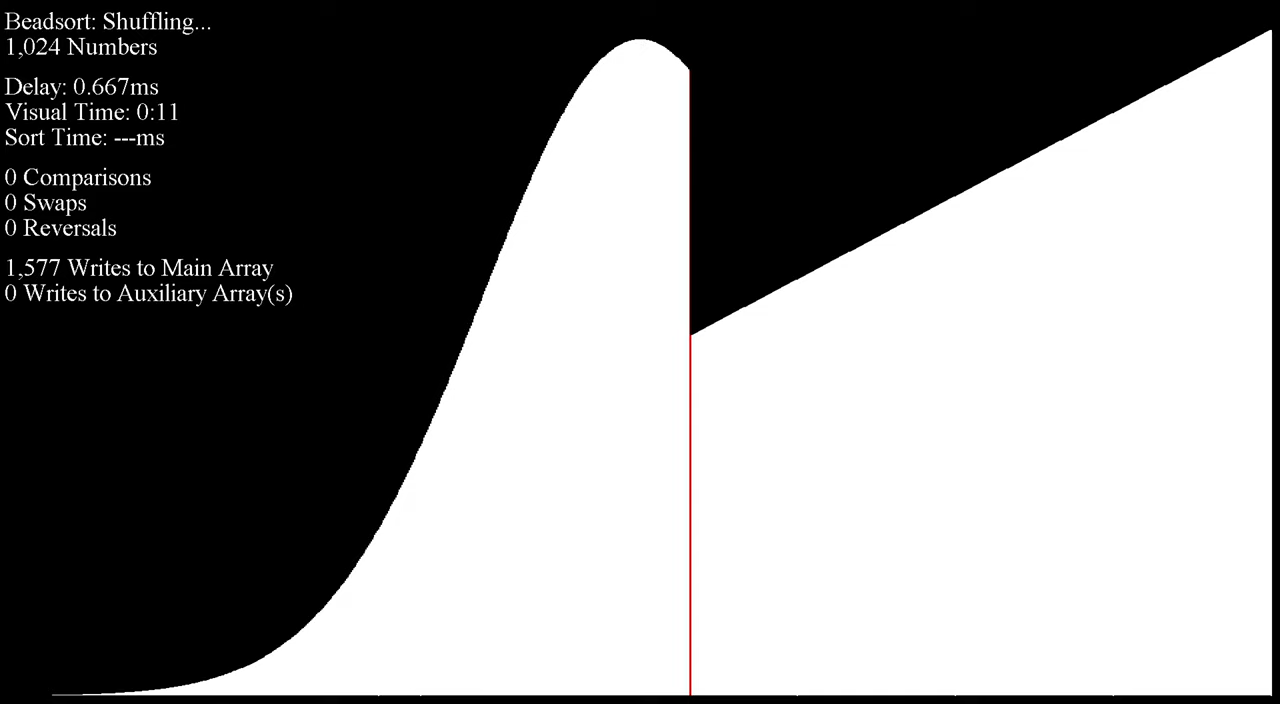 Beadsort: Shuffling...
1,024 Numbers
Delay: 0.667ms
Visual Time: 0:11
Sort Time: ---ms
0 Comparisons
0 Swaps
0 Reversals
1,577 Writes to Main Array
0 Writes to Auxiliary Array(s)